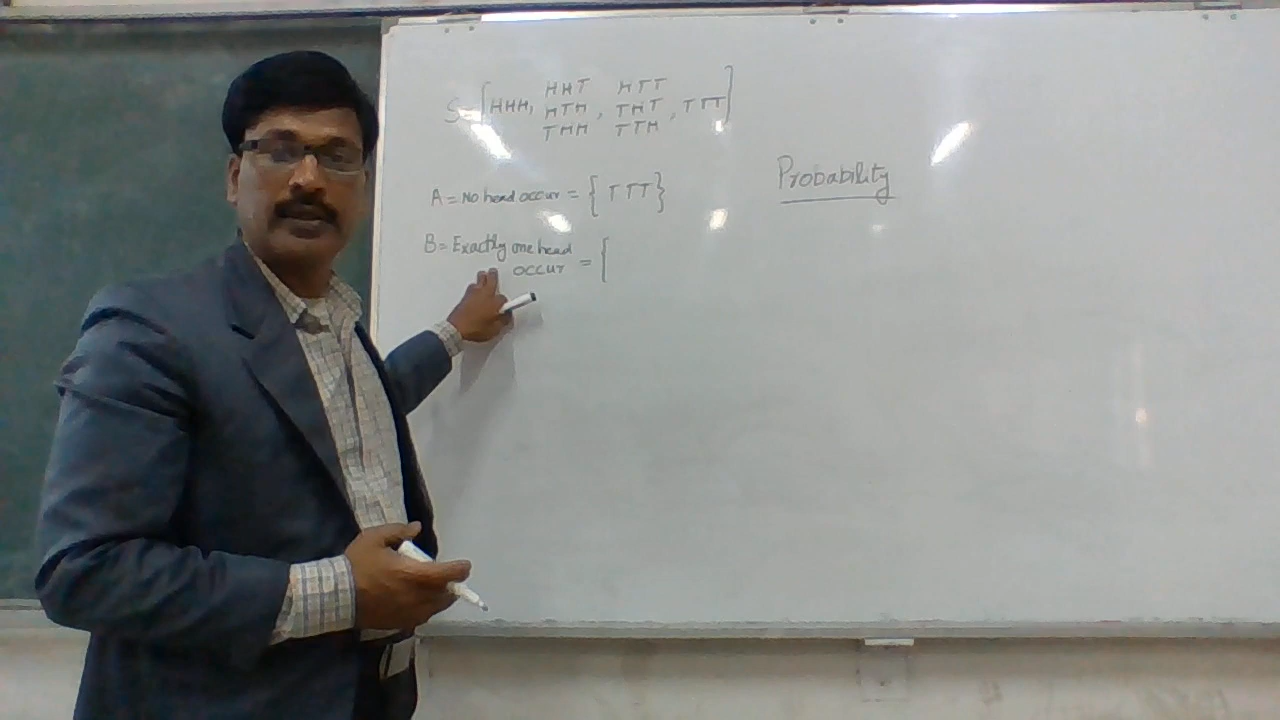 S = [HHH, HHT HTH THH, HTT THT TTH, TTT]
Probability
A = No head occur = { TTT}
B = Exactly one head
occur = {